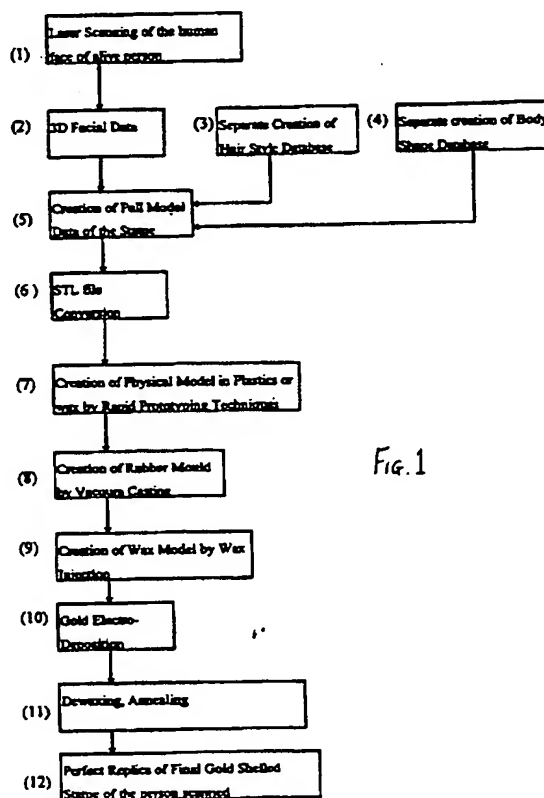 (1) Laser Scanning of the human
face of alive person
(2) 3D Facial Data
(3) Separate Creation of
Hair Style Database
(4) Separate creation of Body
Shape Database
(5) Creation of Full Model
Data of the Statue
(6) STL file
Conversion
(7) Creation of Physical Model in Plastics or
wax by Rapid Prototyping Techniques
(8) Creation of Rubber Mould
by Vacuum Casting
(9) Creation of Wax Model by Wax
Injection
(10) Gold Electro-
Deposition
(11) Dewaxing, Annealing
(12) Perfect Replics of Final Gold Shelled
Statue of the person scanned
FIG. 1